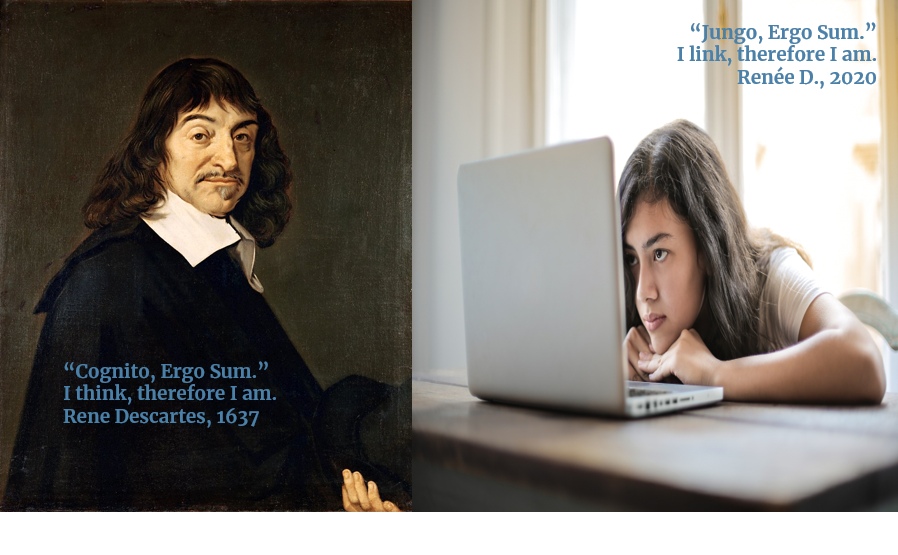 “Cognito, Ergo Sum.”
I think, therefore I am.
Rene Descartes, 1637
“Jungo, Ergo Sum.”
I link, therefore I am.
Renée D., 2020